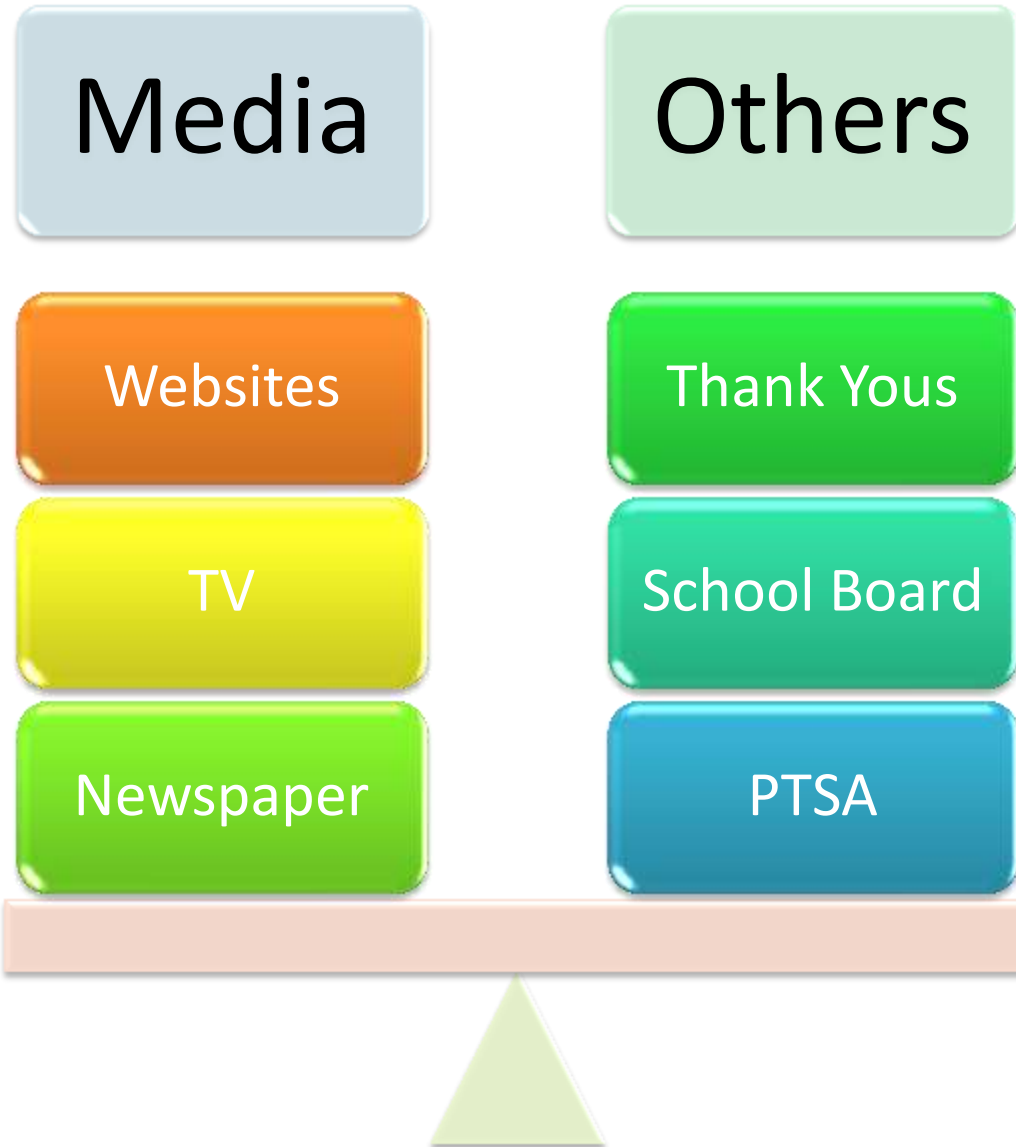 Media
Others
Websites
Thank Yous
TV
School Board
Newspaper
PTSA